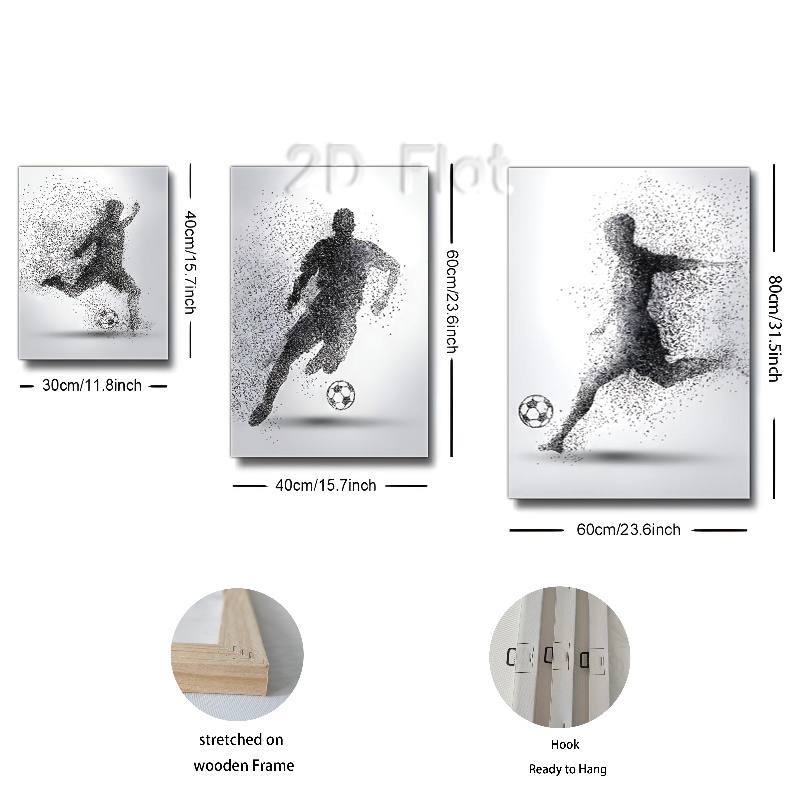 2D Flat
40cm/15.7inch
30cm/11.8inch
60cm/23.6inch
40cm/15.7inch
80cm/31.5inch
60cm/23.6inch
stretched on
wooden Frame
Hook
Ready to Hang